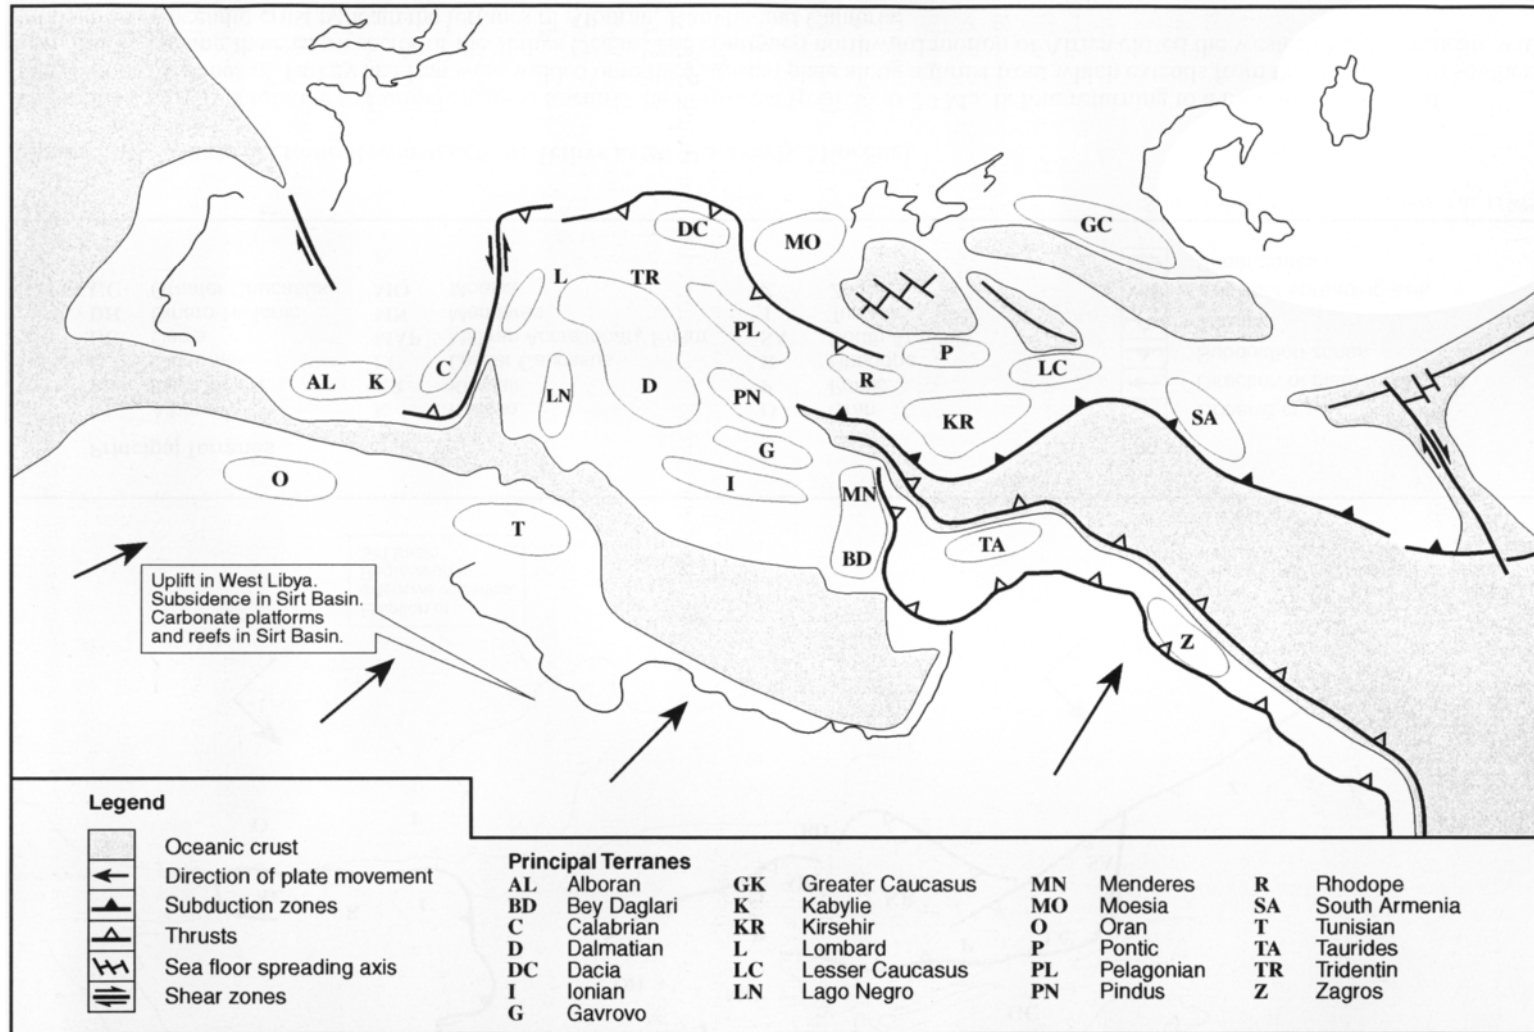 DC
MO
GC
L
TR
PL
P
R
LC
C
AL
K
LN
D
PN
KR
SA
G
O
I
MN
T
TA
BD
Z
Uplift in West Libya.
Subsidence in Sirt Basin.
Carbonate platforms
and reefs in Sirt Basin.
Legend
Oceanic crust
Direction of plate movement
Subduction zones
Thrusts
Sea floor spreading axis
Shear zones
Principal Terranes
AL Alboran GK Greater Caucasus MN Menderes R Rhodope
BD Bey Daglari K Kabylie MO Moesia SA South Armenia
C Calabrian KR Kirsehir O Oran T Tunisian
D Dalmatian L Lombard P Pontic TA Taurides
DC Dacia LC Lesser Caucasus PL Pelagonian TR Tridentin
I Ionian LN Lago Negro PN Pindus Z Zagros
G Gavrovo